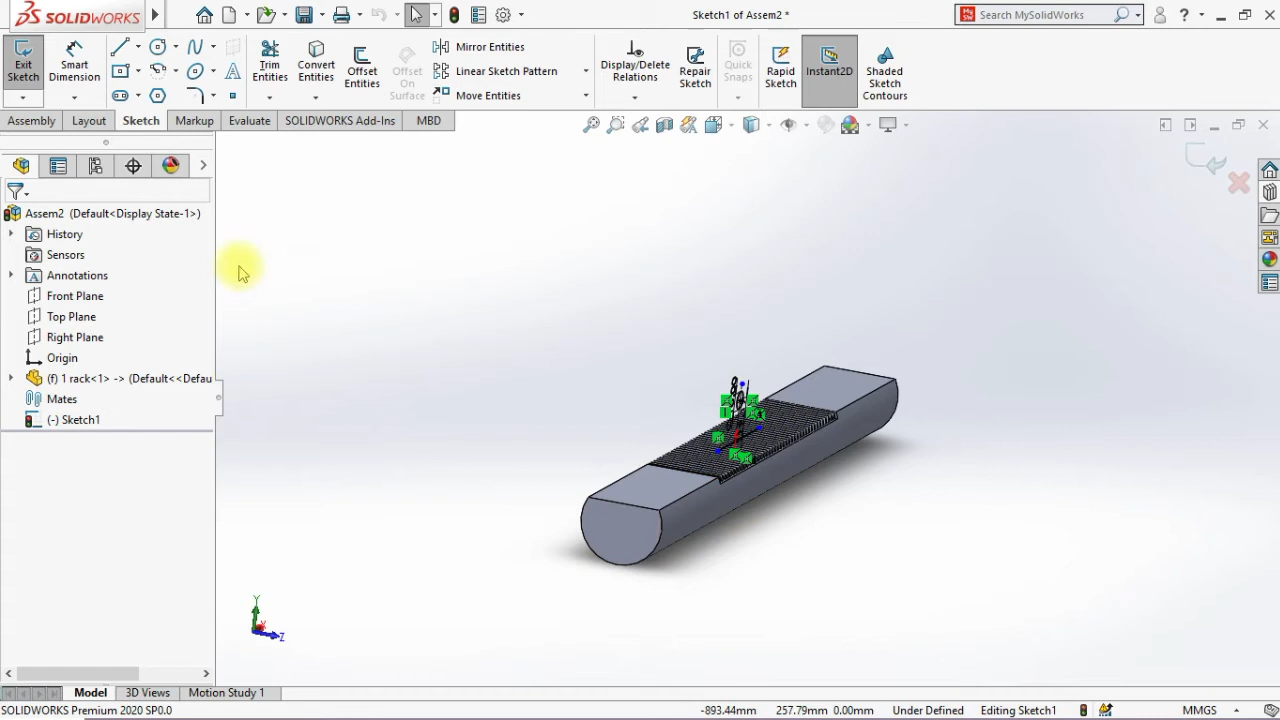 SOLIDWORKS
Sketch1 of Assem2 *
Search MySolidWorks
?
Exit Sketch
Smart Dimension
Trim Entities
Convert Entities
Offset Entities
Offset On Surface
Mirror Entities
Linear Sketch Pattern
Move Entities
Display/Delete Relations
Repair Sketch
Quick Snaps
Rapid Sketch
Instant2D
Shaded Sketch Contours
Assembly
Layout
Sketch
Markup
Evaluate
SOLIDWORKS Add-Ins
MBD
Assem2 (Default<Display State-1>)
History
Sensors
Annotations
Front Plane
Top Plane
Right Plane
Origin
(f) 1 rack<1> -> (Default<<Defau
Mates
(-) Sketch1
Y
X
Z
Model
3D Views
Motion Study 1
SOLIDWORKS Premium 2020 SP0.0
-893.44mm
257.79mm 0.00mm
Under Defined
Editing Sketch1
MMGS